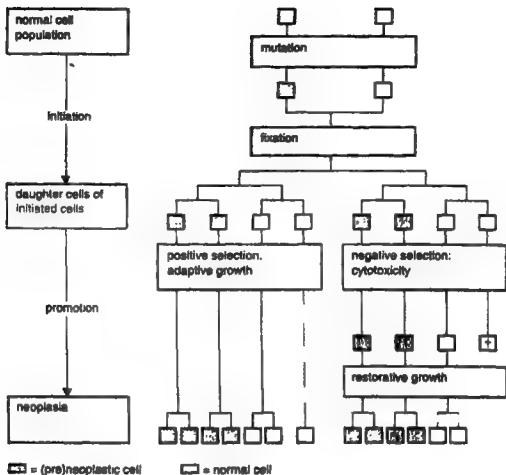 normal cell
population
initiation
daughter cells of
initiated cells
promotion
neoplasia
mutation
fixation
positive selection.
adaptive growth
negative selection:
cytotoxicity
+
restorative growth
= (pre)neoplastic cell
= normal cell